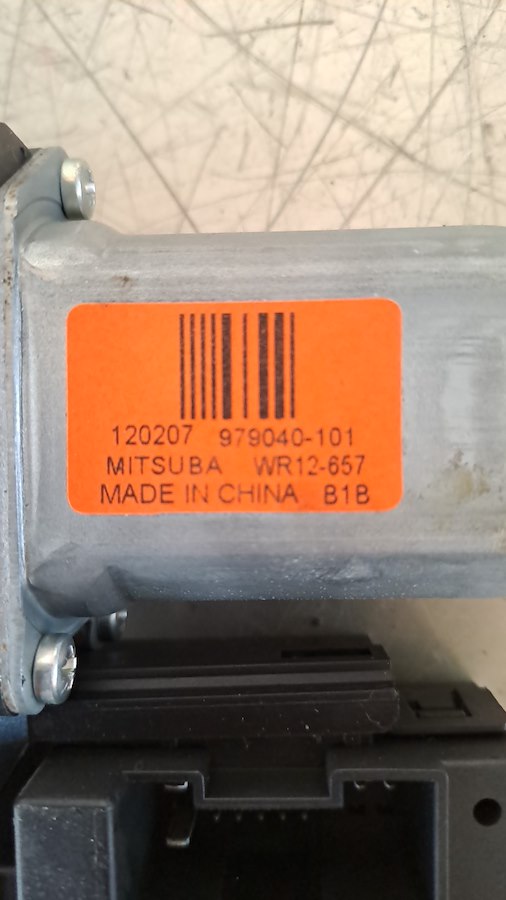 120207 979040-101
MITSUBA WR12-657
MADE IN CHINA B1B